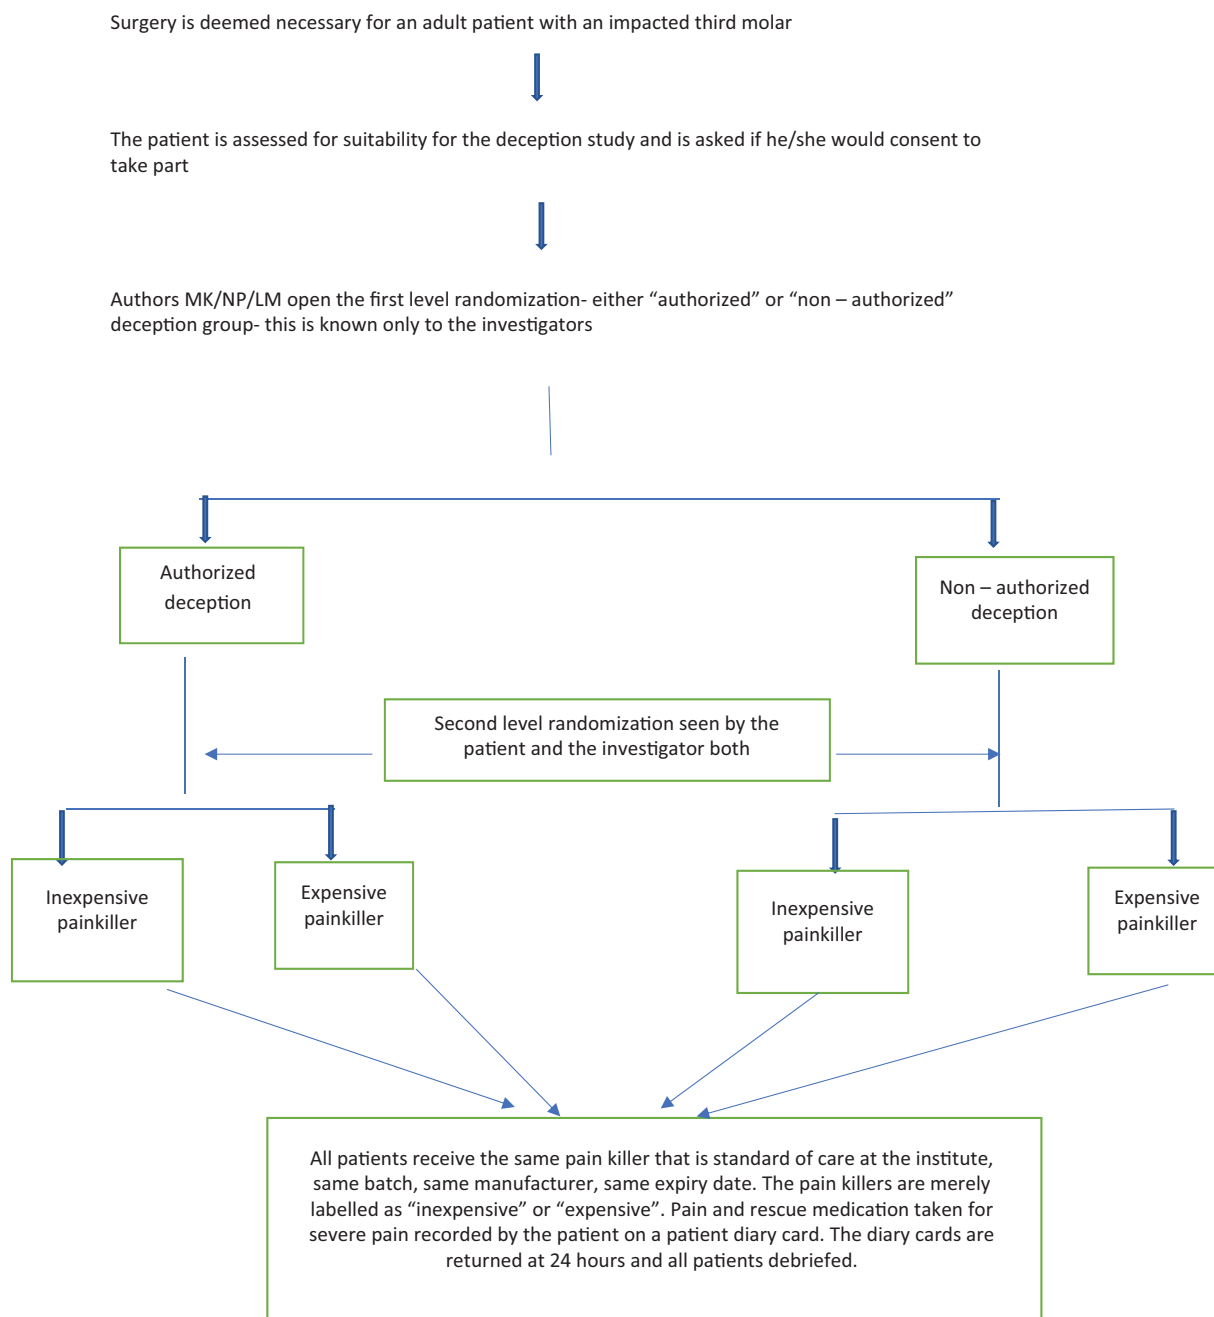 Surgery is deemed necessary for an adult patient with an impacted third molar
The patient is assessed for suitability for the deception study and is asked if he/she would consent to
take part
Authors MK/NP/LM open the first level randomization- either “authorized” or “non – authorized”
deception group- this is known only to the investigators
Authorized
deception
Non – authorized
deception
Second level randomization seen by the
patient and the investigator both
Inexpensive
painkiller
Expensive
painkiller
Inexpensive
painkiller
Expensive
painkiller
All patients receive the same pain killer that is standard of care at the institute,
same batch, same manufacturer, same expiry date. The pain killers are merely
labelled as “inexpensive” or “expensive”. Pain and rescue medication taken for
severe pain recorded by the patient on a patient diary card. The diary cards are
returned at 24 hours and all patients debriefed.